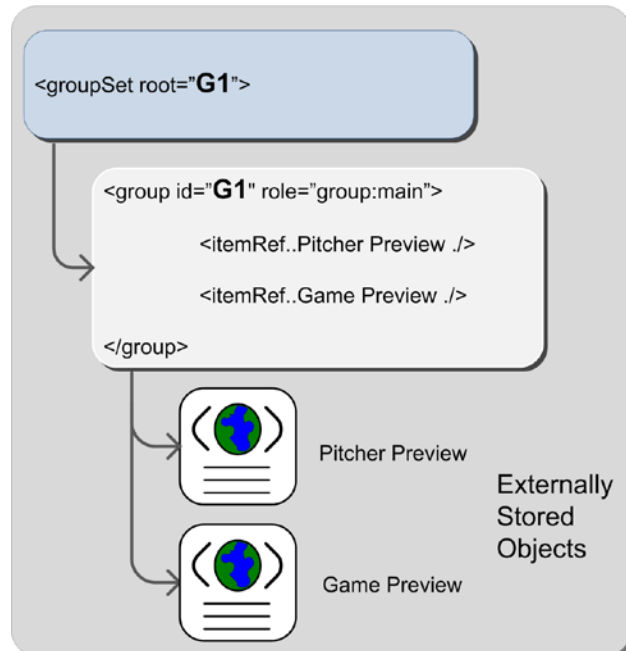 <groupSet root="G1">
<group id="G1" role="group:main">
<itemRef..Pitcher Preview ./>
<itemRef..Game Preview ./>
</group>
Pitcher Preview
Externally
Stored
Objects
Game Preview